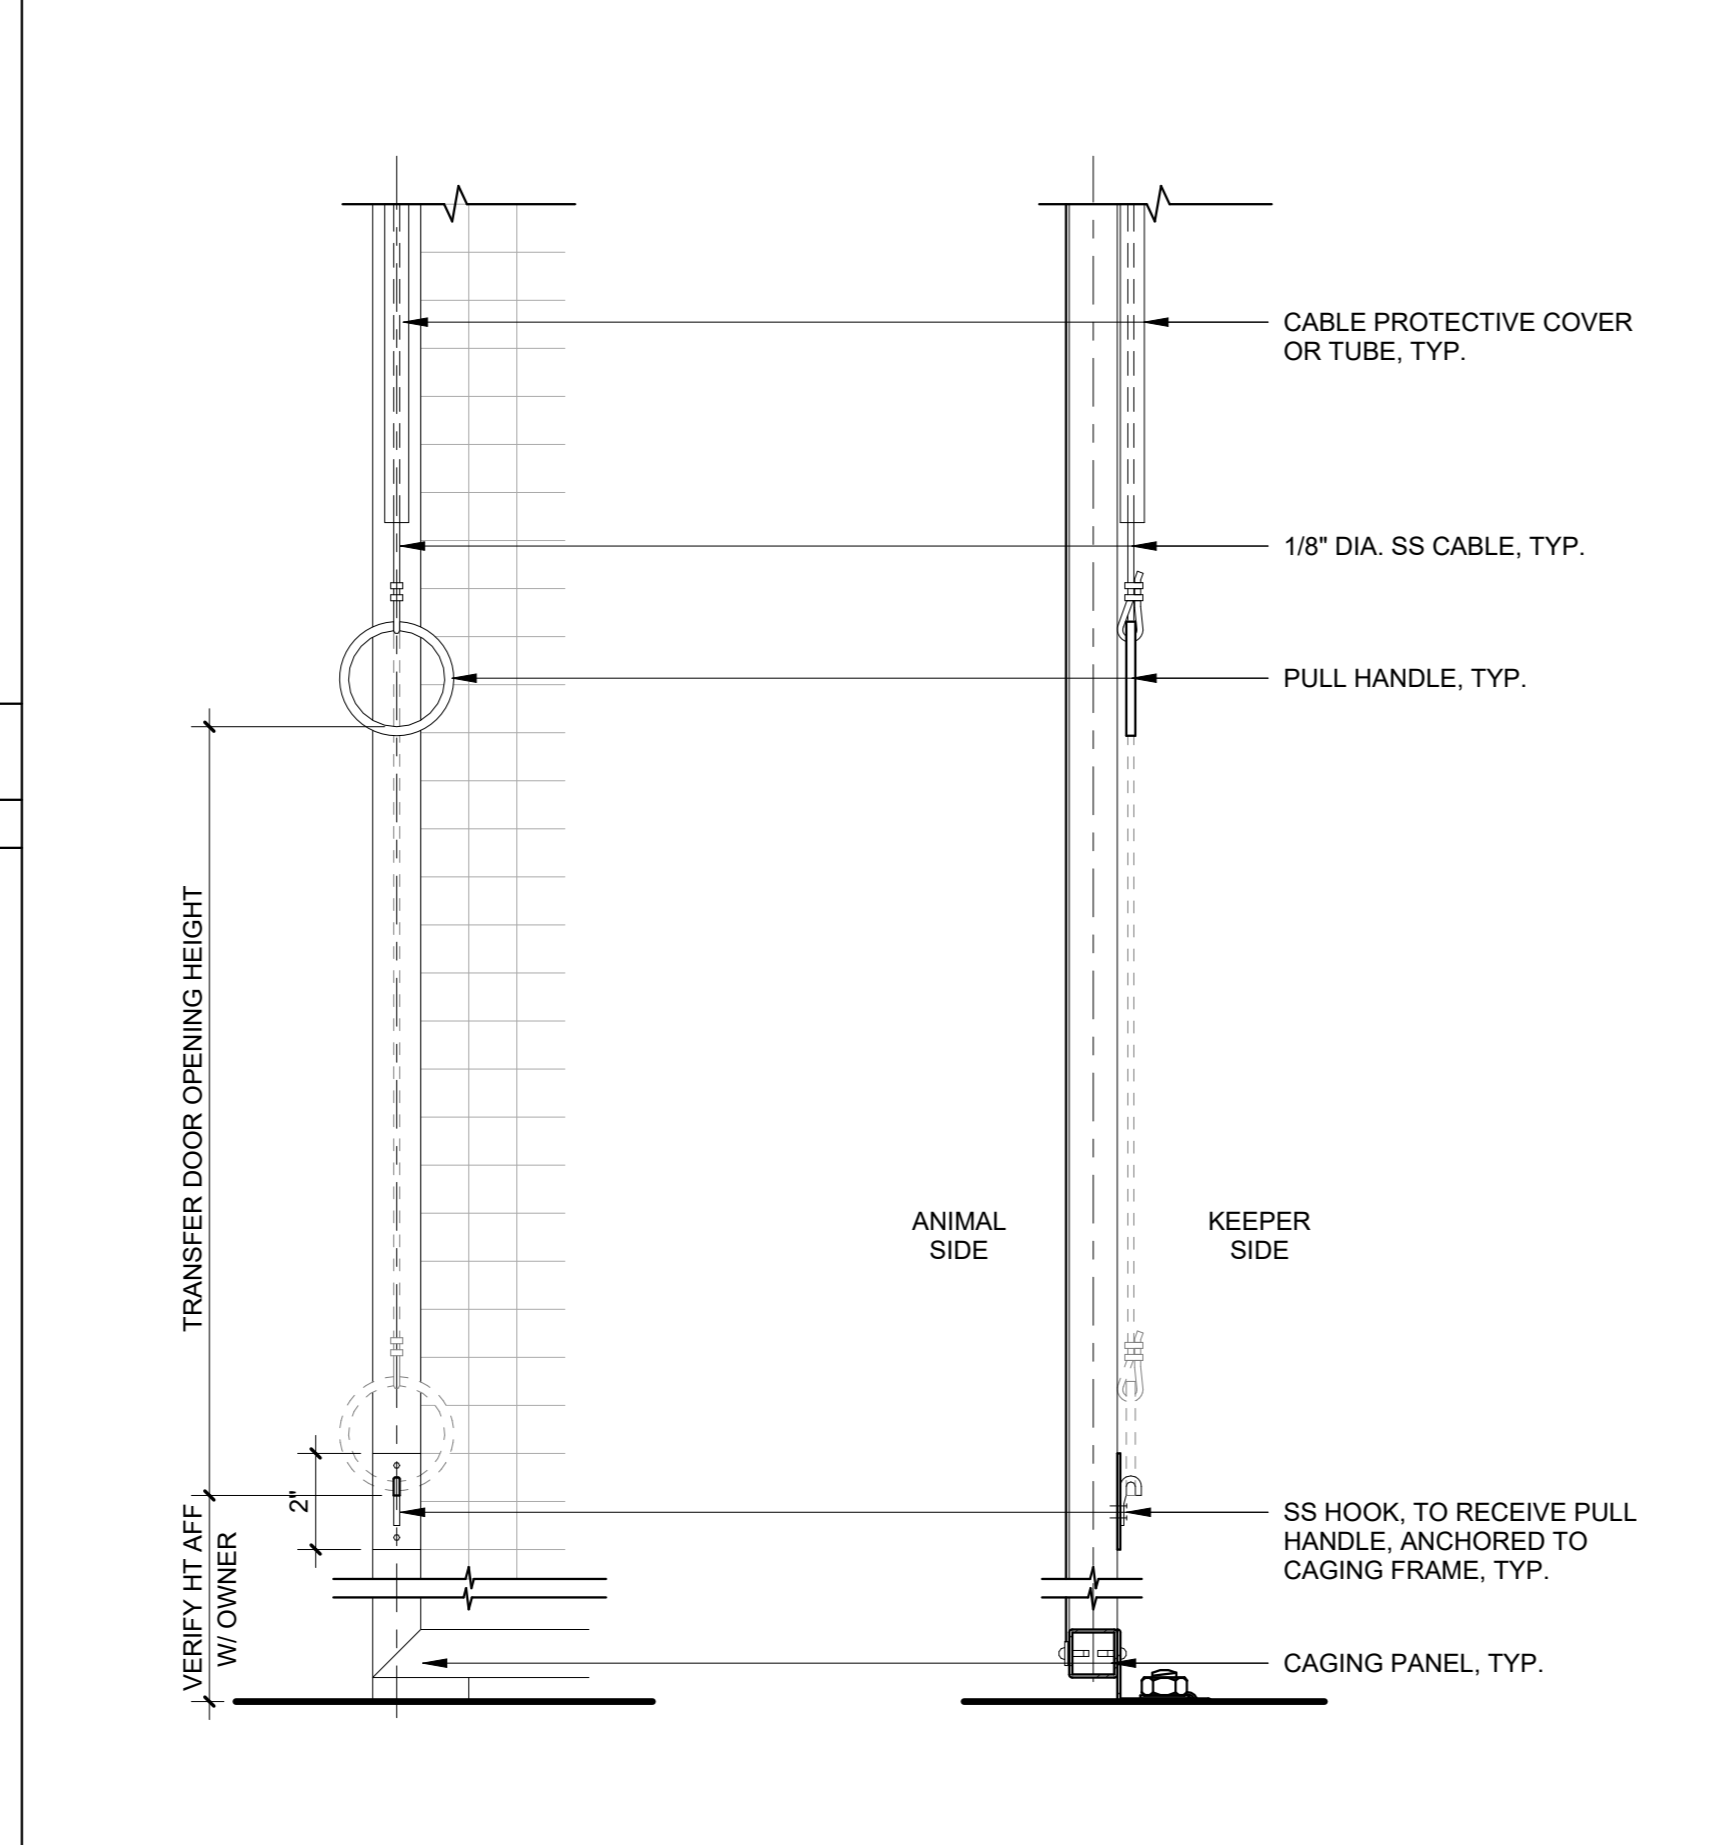 CABLE PROTECTIVE COVER
OR TUBE, TYP.
1/8" DIA. SS CABLE, TYP.
PULL HANDLE, TYP.
TRANSFER DOOR OPENING HEIGHT
ANIMAL
SIDE
KEEPER
SIDE
2"
VERIFY HT AFF
W/ OWNER
SS HOOK, TO RECEIVE PULL
HANDLE, ANCHORED TO
CAGING FRAME, TYP.
CAGING PANEL, TYP.